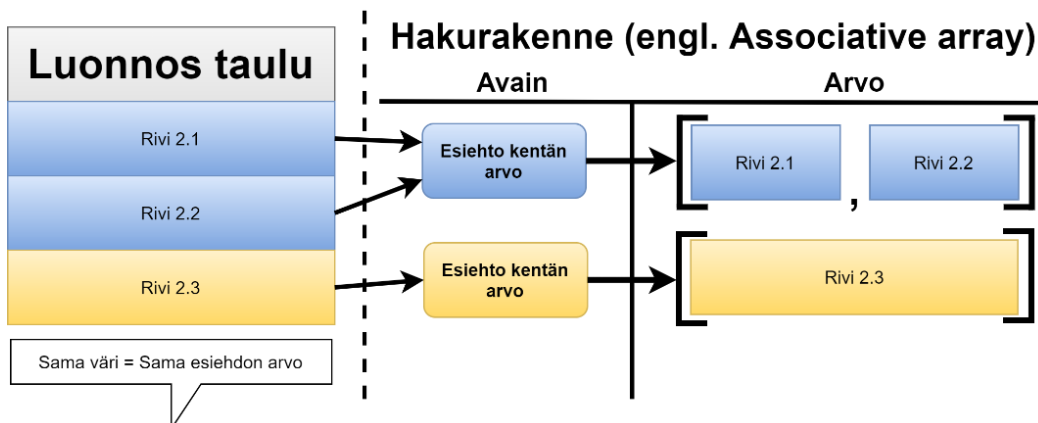 Luonnos taulu
Rivi 2.1
Rivi 2.2
Rivi 2.3
Sama väri = Sama esiehdon arvo
Hakurakenne (engl. Associative array)
Avain
Arvo
Esiehto kentän
arvo
[ Rivi 2.1 , Rivi 2.2 ]
Esiehto kentän
arvo
[ Rivi 2.3 ]